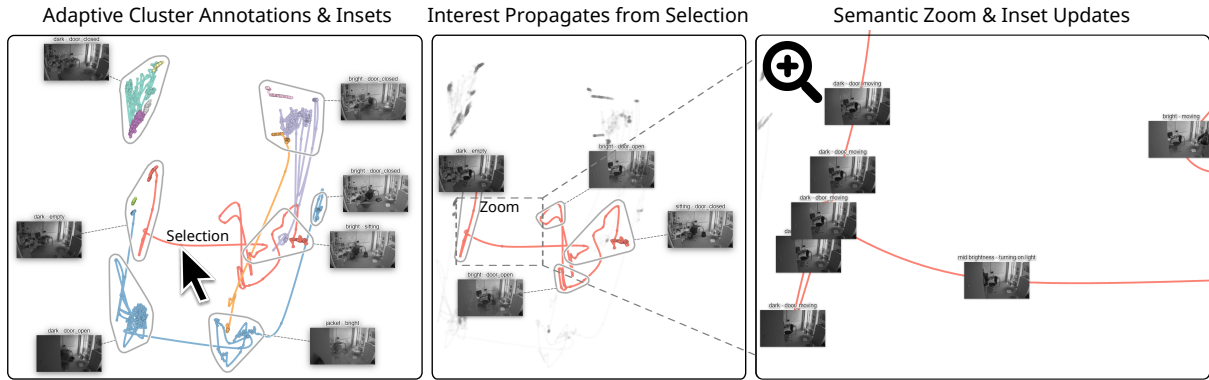 Adaptive Cluster Annotations & Insets
Interest Propagates from Selection
Semantic Zoom & Inset Updates
dark - door_closed
bright - door_closed
bright - door_closed
dark - empty
Selection
bright - sitting
dark - door_open
jacket - bright
dark - empty
bright - door_open
Zoom
sitting - door_closed
bright - door_open
dark - door_moving
bright - moving
dark - door_moving
dark - door_moving
da
mid brightness - turning on light
dark - door_moving